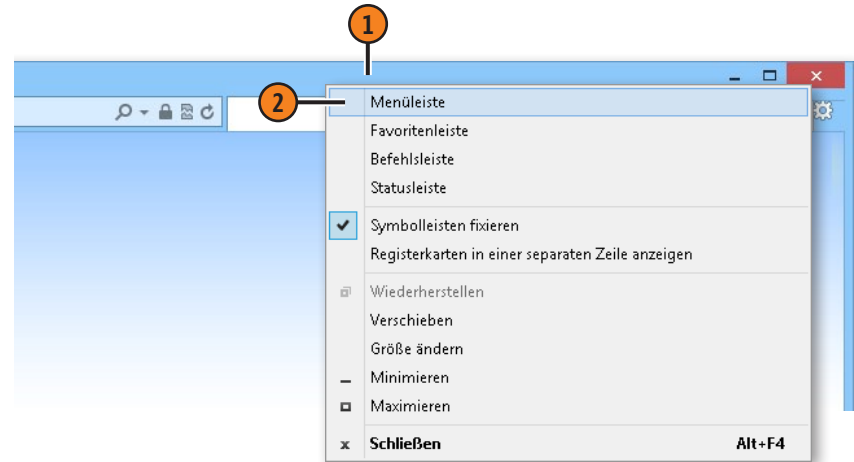 1
2
Menüleiste
Favoritenleiste
Befehlsleiste
Statusleiste
Symbolleisten fixieren
Registerkarten in einer separaten Zeile anzeigen
Wiederherstellen
Verschieben
Größe ändern
Minimieren
Maximieren
Schließen Alt+F4